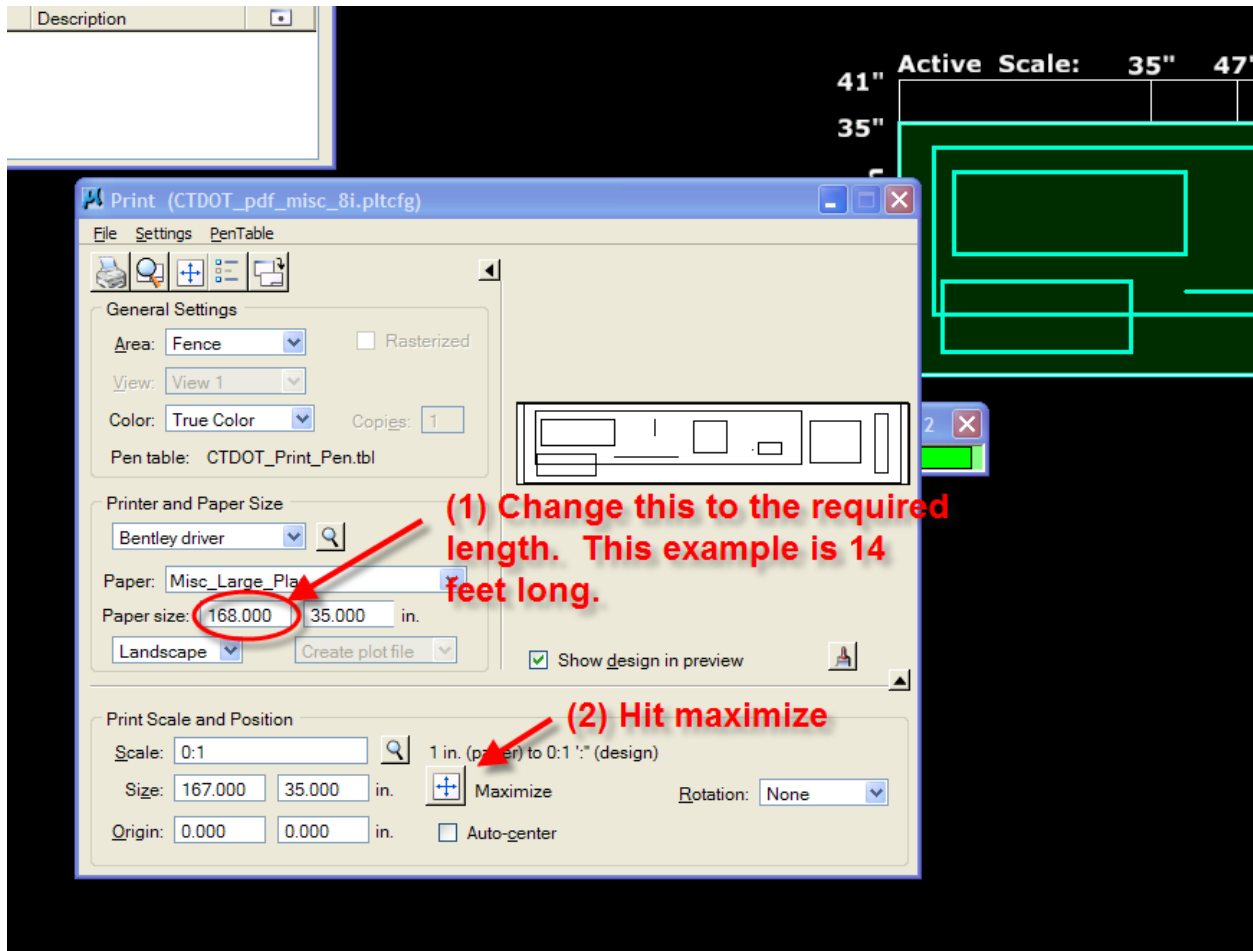 Description
Active Scale: 35" 47'
41"
35"
Print (CTDOT_pdf_misc_8i.pltcfg)
File Settings PenTable
General Settings
Area: Fence Rasterized
View: View 1
Color: True Color Copies: 1
Pen table: CTDOT_Print_Pen.tbl
2
Printer and Paper Size
(1) Change this to the required
length. This example is 14
feet long.
Bentley driver
Paper: Misc_Large_Pla
Paper size: 168.000 35.000 in.
Landscape Create plot file
Show design in preview
Print Scale and Position
(2) Hit maximize
Scale: 0:1 1 in. (paper) to 0:1 ':" (design)
Size: 167.000 35.000 in. Maximize Rotation: None
Origin: 0.000 0.000 in. Auto-center